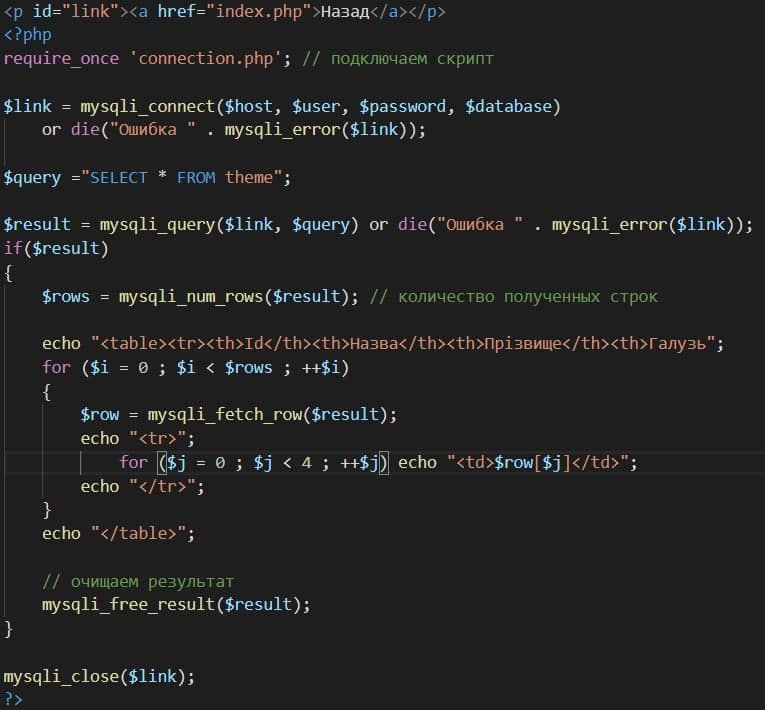 <p id="link"><a href="index.php">Назад</a></p>
<?php
require_once 'connection.php'; // подключаем скрипт
$link = mysqli_connect($host, $user, $password, $database)
or die("Ошибка " . mysqli_error($link));
$query ="SELECT * FROM theme";
$result = mysqli_query($link, $query) or die("Ошибка " . mysqli_error($link));
if($result)
{
$rows = mysqli_num_rows($result); // количество полученных строк
echo "<table><tr><th>Id</th><th>Назва</th><th>Прізвище</th><th>Галузь";
for ($i = 0 ; $i < $rows ; ++$i)
{
$row = mysqli_fetch_row($result);
echo "<tr>";
for ($j = 0 ; $j < 4 ; ++$j) echo "<td>$row[$j]</td>";
echo "</tr>";
}
echo "</table>";
// очищаем результат
mysqli_free_result($result);
}
mysqli_close($link);
?>